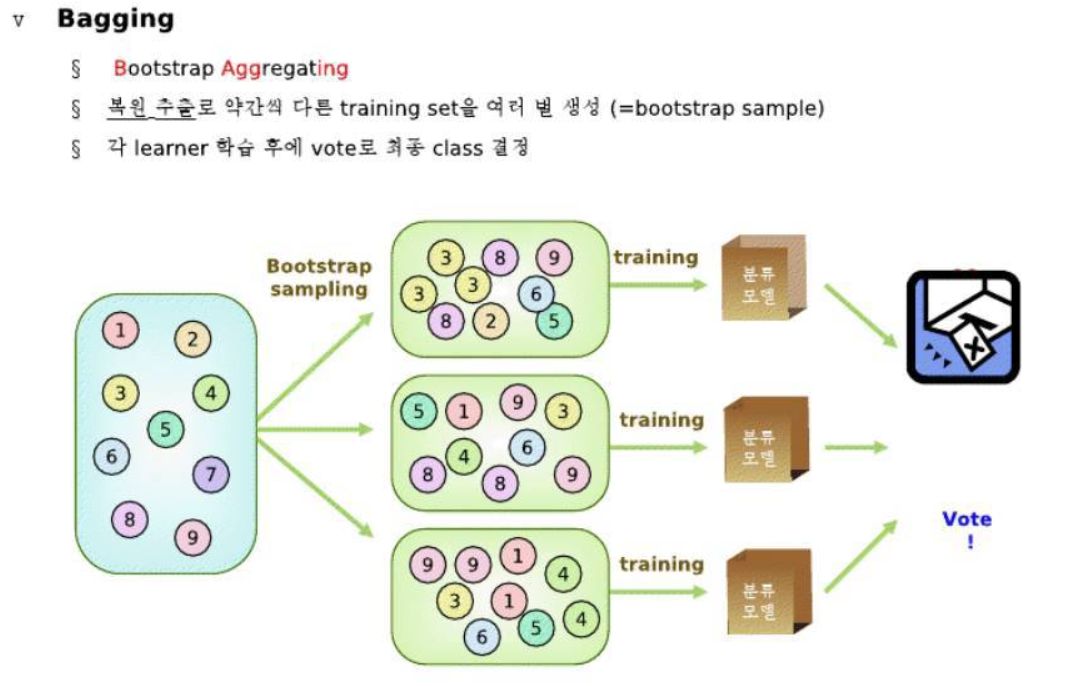 v Bagging
§ Bootstrap Aggregating
§ 복원 추출로 약간씩 다른 training set을 여러 벌 생성 (=bootstrap sample)
§ 각 learner 학습 후에 vote로 최종 class 결정
Bootstrap
sampling
1
2
3
4
5
6
7
8
9
3
8
9
3
3
6
8
2
5
training
분류
모델
5
1
9
3
4
6
8
8
9
training
분류
모델
9
9
1
4
3
1
6
5
4
training
분류
모델
Vote
!